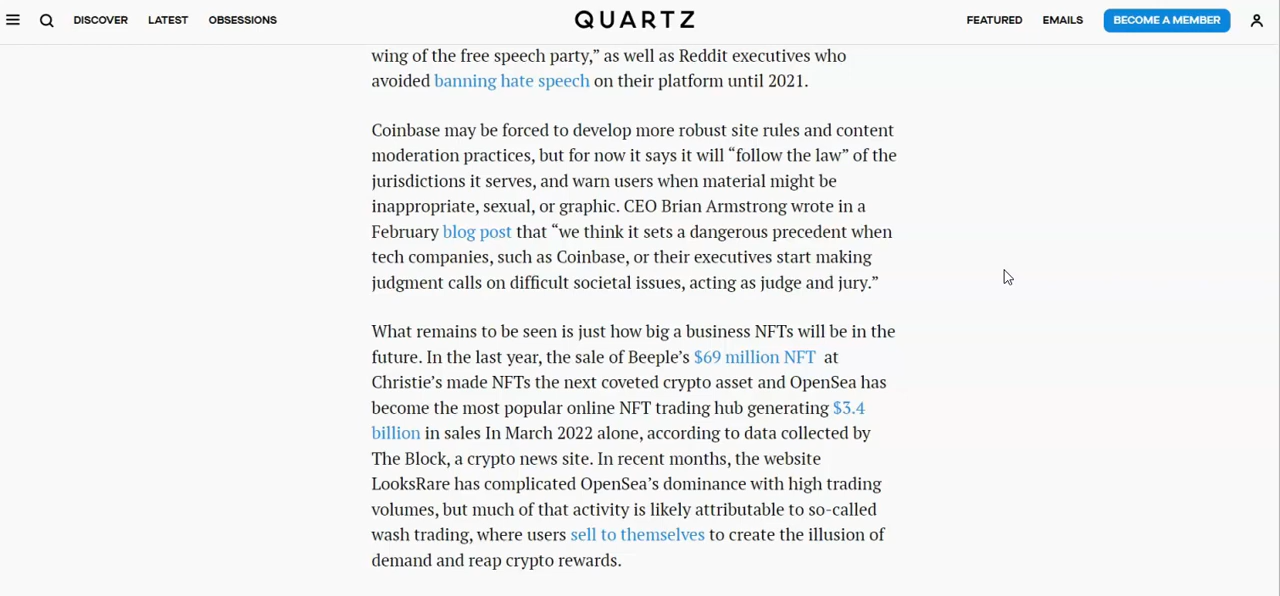 DISCOVER LATEST OBSESSIONS QUARTZ FEATURED EMAILS BECOME A MEMBER
wing of the free speech party,” as well as Reddit executives who
avoided banning hate speech on their platform until 2021.
Coinbase may be forced to develop more robust site rules and content
moderation practices, but for now it says it will “follow the law” of the
jurisdictions it serves, and warn users when material might be
inappropriate, sexual, or graphic. CEO Brian Armstrong wrote in a
February blog post that “we think it sets a dangerous precedent when
tech companies, such as Coinbase, or their executives start making
judgment calls on difficult societal issues, acting as judge and jury.”
What remains to be seen is just how big a business NFTs will be in the
future. In the last year, the sale of Beeple’s $69 million NFT at
Christie’s made NFTs the next coveted crypto asset and OpenSea has
become the most popular online NFT trading hub generating $3.4
billion in sales In March 2022 alone, according to data collected by
The Block, a crypto news site. In recent months, the website
LooksRare has complicated OpenSea’s dominance with high trading
volumes, but much of that activity is likely attributable to so-called
wash trading, where users sell to themselves to create the illusion of
demand and reap crypto rewards.